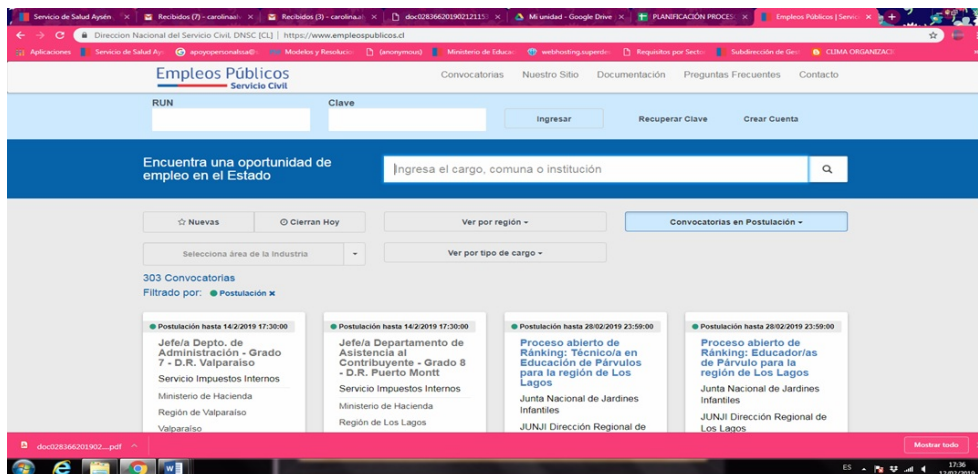 Servicio de Salud Aysén
Recibidos (7) - carolinaal
Recibidos (3) - carolina.al
doc02836620190212115
Mi unidad - Google Drive
PLANIFICACIÓN PROCES
Empleos Públicos | Servic
Direccion Nacional del Servicio Civil, DNSC [CL] | https://www.empleospublicos.cl
Aplicaciones
Servicio de Salud Ay
apoyopersonalsa@
Modelos y Resolucio
(anonymous)
Ministerio de Educa
webhosting.superde
Requisitos por Secto
Subdirección de Ges
CLIMA ORGANIZACI
Empleos Públicos
Servicio Civil
Convocatorias Nuestro Sitio Documentación Preguntas Frecuentes Contacto
RUN Clave
Ingresar Recuperar Clave Crear Cuenta
Encuentra una oportunidad de
empleo en el Estado
Ingresa el cargo, comuna o institución
Nuevas Cierran Hoy Ver por región Convocatorias en Postulación
Selecciona área de la Industria Ver por tipo de cargo
303 Convocatorias
Filtrado por: Postulación ×
Postulación hasta 14/2/2019 17:30:00
Jefe/a Depto. de
Administración - Grado
7 - D.R. Valparaíso
Servicio Impuestos Internos
Ministerio de Hacienda
Región de Valparaíso
Valparaíso
Postulación hasta 14/2/2019 17:30:00
Jefe/a Departamento de
Asistencia al
Contribuyente - Grado 8
- D.R. Puerto Montt
Servicio Impuestos Internos
Ministerio de Hacienda
Región de Los Lagos
Postulación hasta 28/02/2019 23:59:00
Proceso abierto de
Ránking: Técnico/a en
Educación de Párvulos
para la región de Los
Lagos
Junta Nacional de Jardines
Infantiles
JUNJI Dirección Regional de
Postulación hasta 28/02/2019 23:59:00
Proceso abierto de
Ránking: Educador/as
de Párvulo para la
región de Los Lagos
Junta Nacional de Jardines
Infantiles
JUNJI Dirección Regional de
Los Lagos
doc028366201902....pdf
Mostrar todo
ES
17:36
12/02/2019